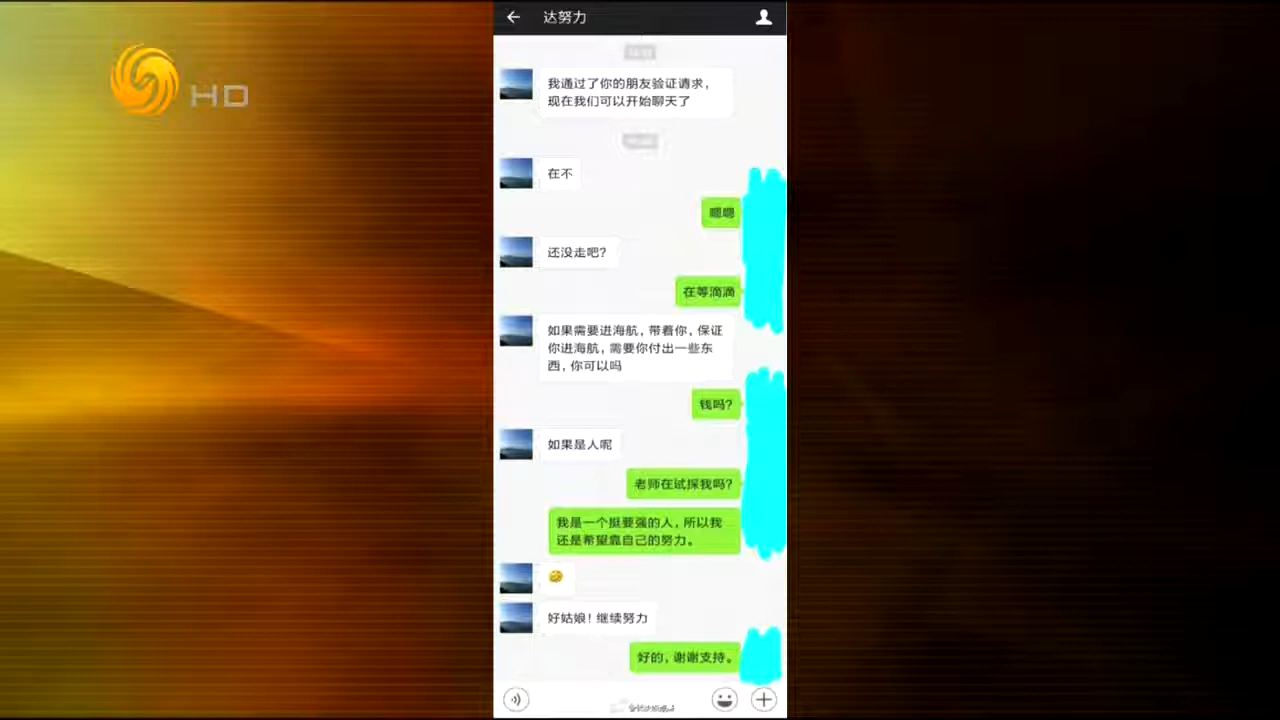 达努力
HD
我通过了你的朋友验证请求，
现在我们可以开始聊天了
在不
嗯嗯
还没走吧？
在等滴滴
如果需要进海航，带着你，保证
你进海航，需要你付出一些东
西，你可以吗
钱吗？
如果是人呢
老师在试探我吗？
我是一个挺要强的人，所以我
还是希望靠自己的努力。
好姑娘！继续努力
好的，谢谢支持。